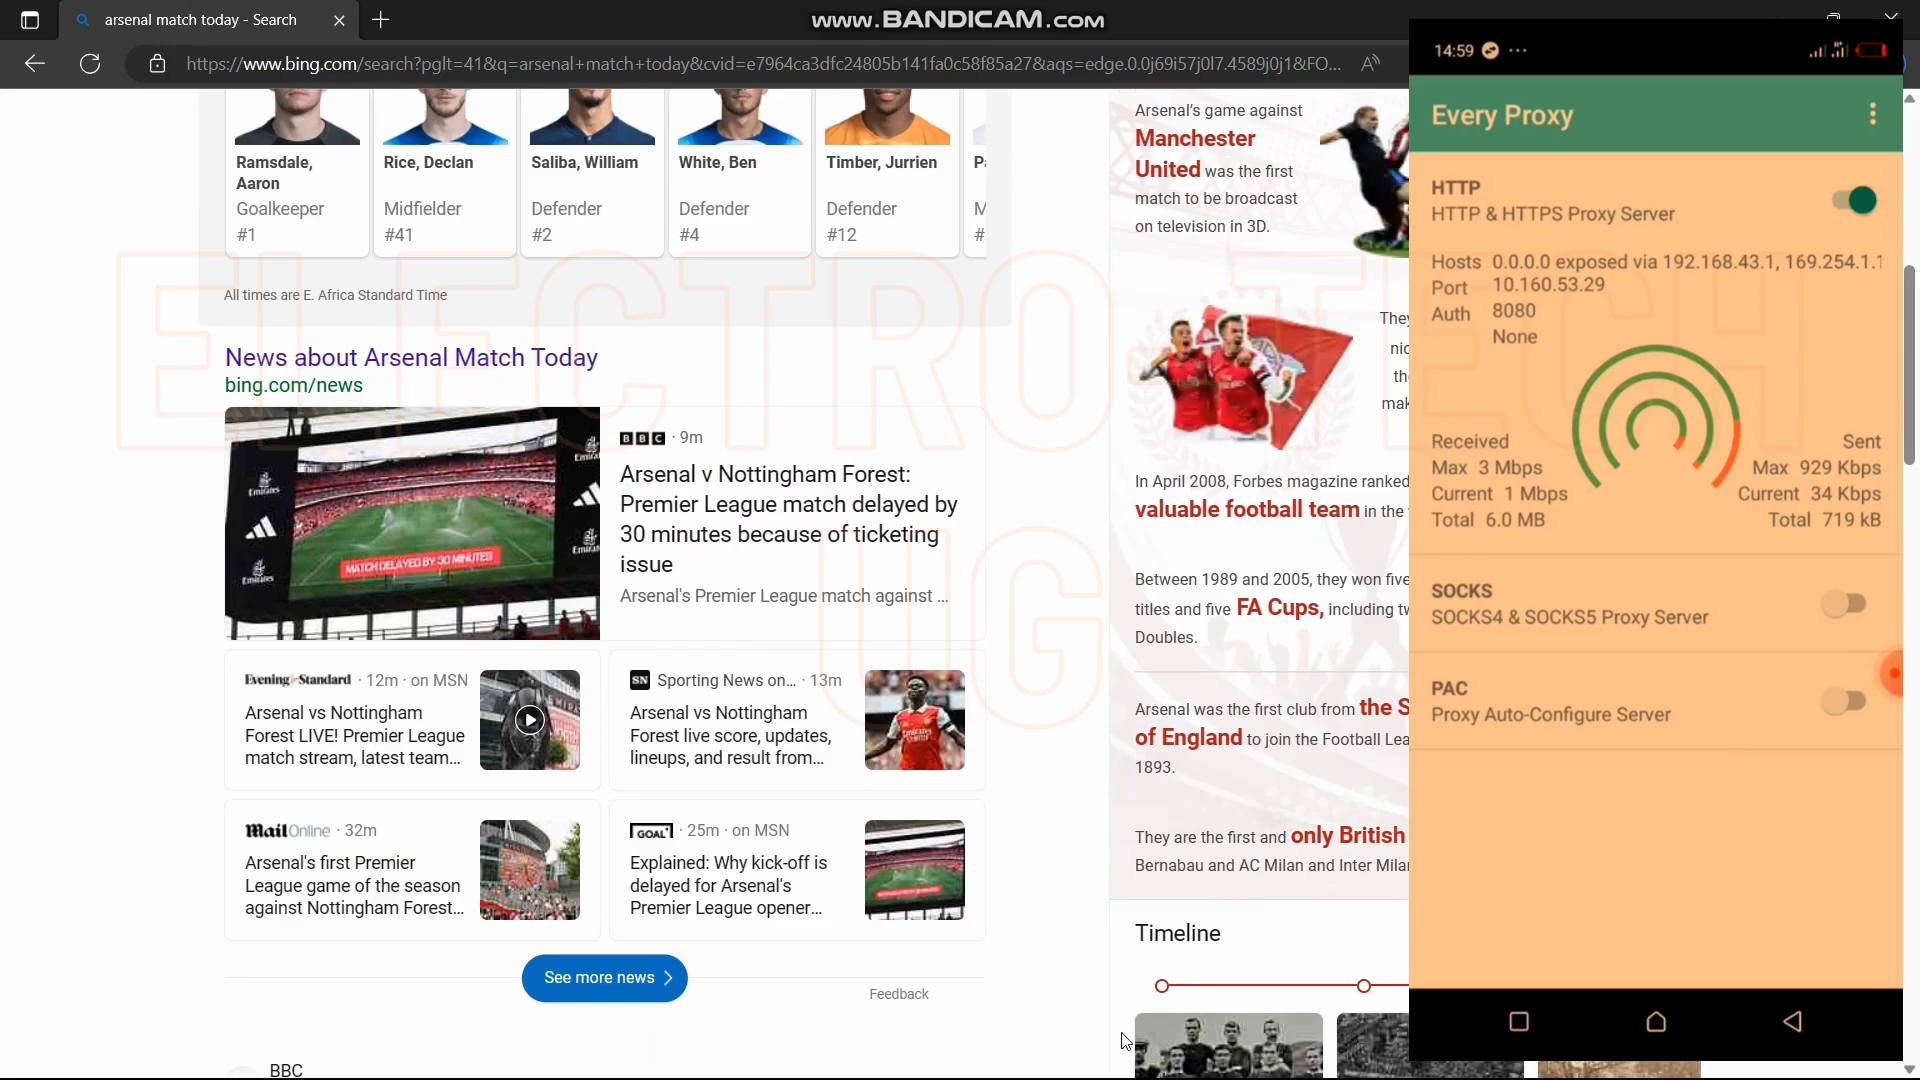 arsenal match today - Search
www.BANDICAM.com
https://www.bing.com/search?pglt=41&q=arsenal+match+today&cvid=e7964ca3dfc24805b141fa0c58f85a27&aqs=edge.0.0j69i57j0l7.4589j0j1&FO...
Ramsdale,
Aaron
Goalkeeper
#1
Rice, Declan
Midfielder
#41
Saliba, William
Defender
#2
White, Ben
Defender
#4
Timber, Jurrien
Defender
#12
All times are E. Africa Standard Time
ELECTRO TECH
UG
News about Arsenal Match Today
bing.com/news
MATCH DELAYED BY 30 MINUTES
Emirates
Emirates
BBC · 9m
Arsenal v Nottingham Forest:
Premier League match delayed by
30 minutes because of ticketing
issue
Arsenal's Premier League match against ...
Evening Standard · 12m · on MSN
Arsenal vs Nottingham
Forest LIVE! Premier League
match stream, latest team...
SN Sporting News on... · 13m
Arsenal vs Nottingham
Forest live score, updates,
lineups, and result from...
Mail Online · 32m
Arsenal's first Premier
League game of the season
against Nottingham Forest...
GOAL · 25m · on MSN
Explained: Why kick-off is
delayed for Arsenal's
Premier League opener...
See more news
Feedback
BBC
Arsenal's game against
Manchester
United was the first
match to be broadcast
on television in 3D.
They
nic
the
mak
In April 2008, Forbes magazine ranked
valuable football team in the
Between 1989 and 2005, they won five
titles and five FA Cups, including tw
Doubles.
Arsenal was the first club from the S
of England to join the Football Lea
1893.
They are the first and only British
Bernabau and AC Milan and Inter Milan
Timeline
14:59
Every Proxy
HTTP
HTTP & HTTPS Proxy Server
Hosts 0.0.0.0 exposed via 192.168.43.1, 169.254.1.1
10.160.53.29
Port
8080
Auth
None
Received
Max 3 Mbps
Current 1 Mbps
Total 6.0 MB
Sent
Max 929 Kbps
Current 34 Kbps
Total 719 kB
SOCKS
SOCKS4 & SOCKS5 Proxy Server
PAC
Proxy Auto-Configure Server